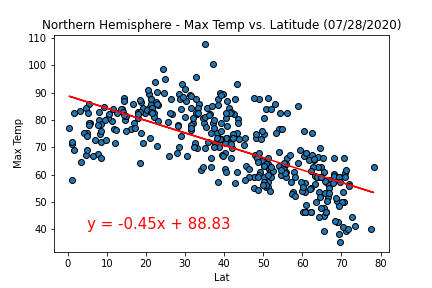 Northern Hemisphere - Max Temp vs. Latitude (07/28/2020)
110
100
90
80
70
60
50
40
Max Temp
y = -0.45x + 88.83
0 10 20 30 40 50 60 70 80
Lat